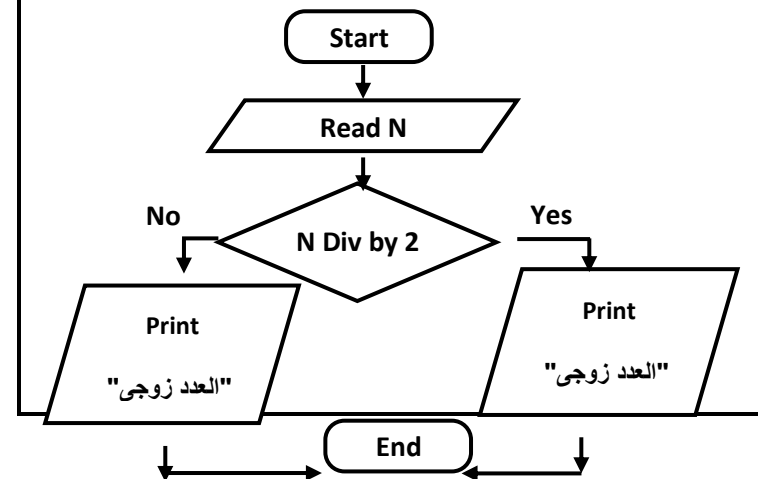 Start
Read N
No
Yes
N Div by 2
Print
"العدد زوجى"
Print
"العدد زوجى"
End